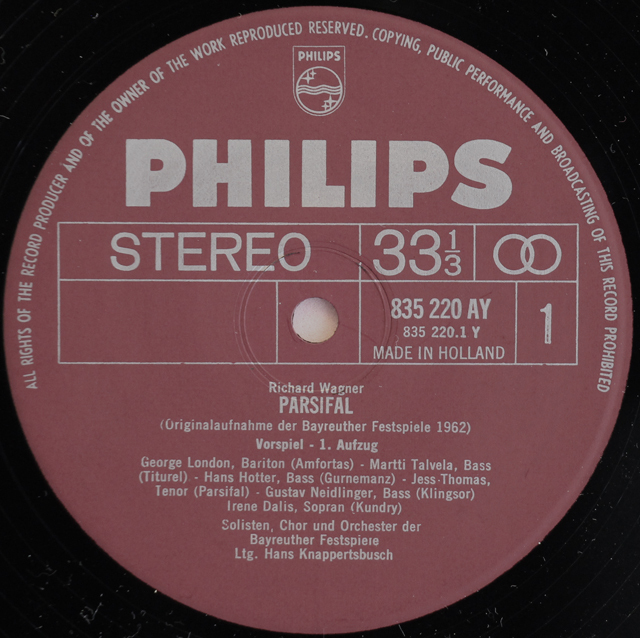 ALL RIGHTS OF THE RECORD PRODUCER AND OF THE OWNER OF THE WORK REPRODUCED RESERVED. COPYING, PUBLIC PERFORMANCE AND BROADCASTING OF THIS RECORD PROHIBITED
PHILIPS
PHILIPS
STEREO 33 1/3
835 220 AY
835 220.1 Y
MADE IN HOLLAND
1
Richard Wagner
PARSIFAL
(Originalaufnahme der Bayreuther Festspiele 1962)
Vorspiel - 1. Aufzug
George London, Bariton (Amfortas) - Martti Talvela, Bass
(Titurel) - Hans Hotter, Bass (Gurnemanz) - Jess-Thomas,
Tenor (Parsifal) - Gustav Neidlinger, Bass (Klingsor)
Irene Dalis, Sopran (Kundry)
Solisten, Chor und Orchester der
Bayreuther Festspiere
Ltg. Hans Knappertsbusch